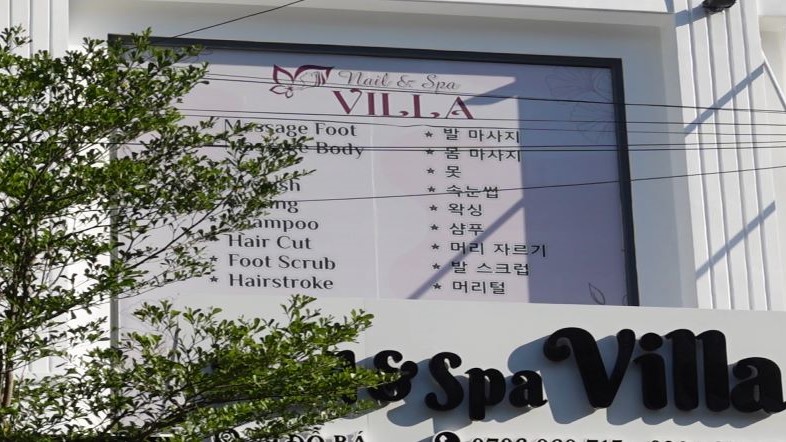 Nail & Spa
VILLA
Massage Foot
Body
Shampoo
Hair Cut
Foot Scrub
Hairstroke
* 발 마사지
* 몸 마사지
* 못
* 속눈썹
* 왁싱
* 샴푸
* 머리 자르기
* 발 스크럽
* 머리털
& Spa Villa